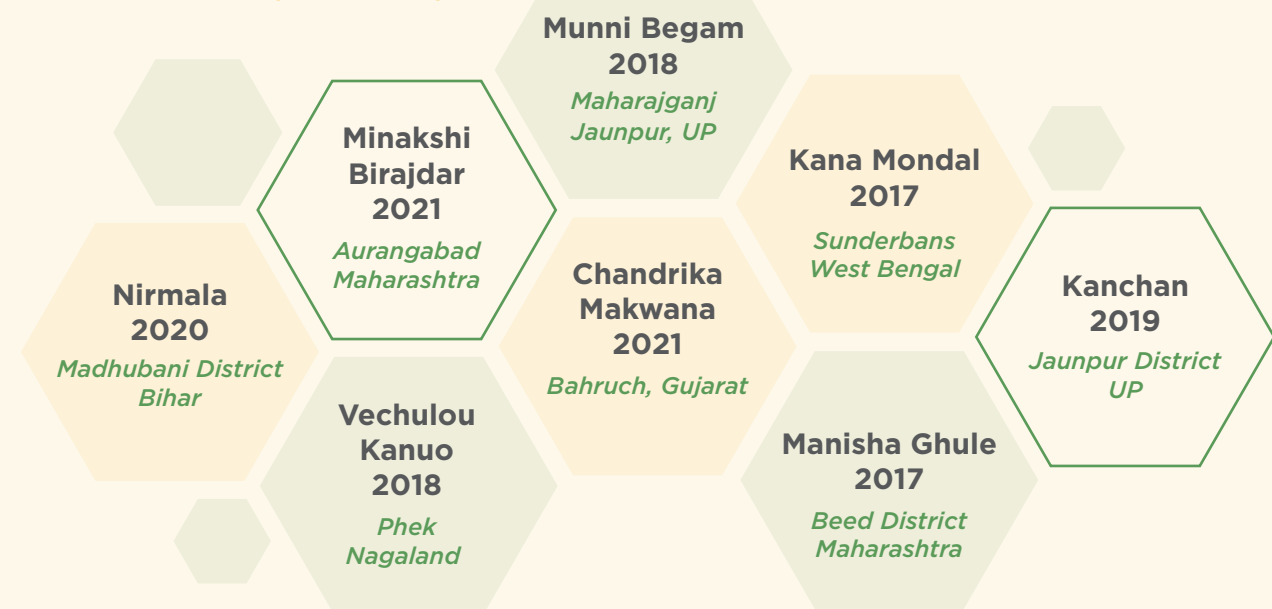 Munni Begam
2018
Maharajganj
Jaunpur, UP
Minakshi
Birajdar
2021
Aurangabad
Maharashtra
Kana Mondal
2017
Sunderbans
West Bengal
Nirmala
2020
Madhubani District
Bihar
Chandrika
Makwana
2021
Bahruch, Gujarat
Kanchan
2019
Jaunpur District
UP
Vechulou
Kanuo
2018
Phek
Nagaland
Manisha Ghule
2017
Beed District
Maharashtra